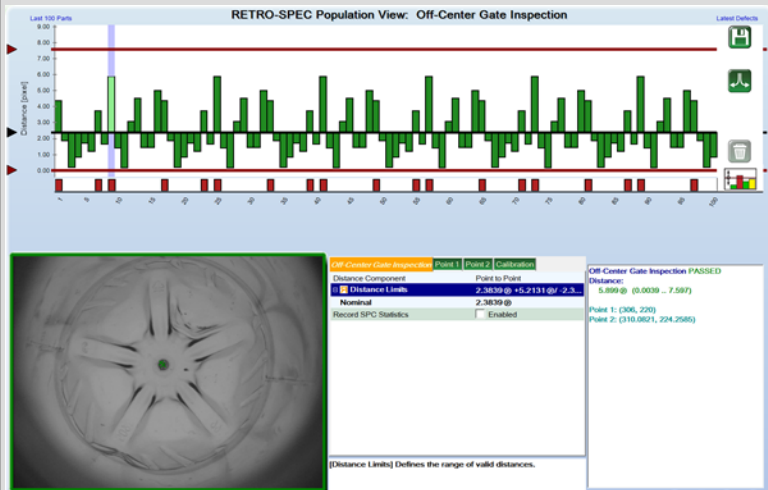 RETRO-SPEC Population View: Off-Center Gate Inspection
Last 100 Parts
Latest Defects
Distance [pixel]
9.00
8.00
7.00
6.00
5.00
4.00
3.00
2.00
1.00
0.00
1 5 10 15 20 25 30 35 40 45 50 55 60 65 70 75 80 85 90 95 100
Off-Center Gate Inspection Point 1 Point 2 Calibration
Distance Component Point to Point
Distance Limits 2.3839 +5.2131 / -2.3...
Nominal 2.3839
Record SPC Statistics Enabled
[Distance Limits] Defines the range of valid distances.
Off-Center Gate Inspection PASSED
Distance:
5.899 (0.0039 .. 7.597)
Point 1: (306, 220)
Point 2: (310.0821, 224.2585)